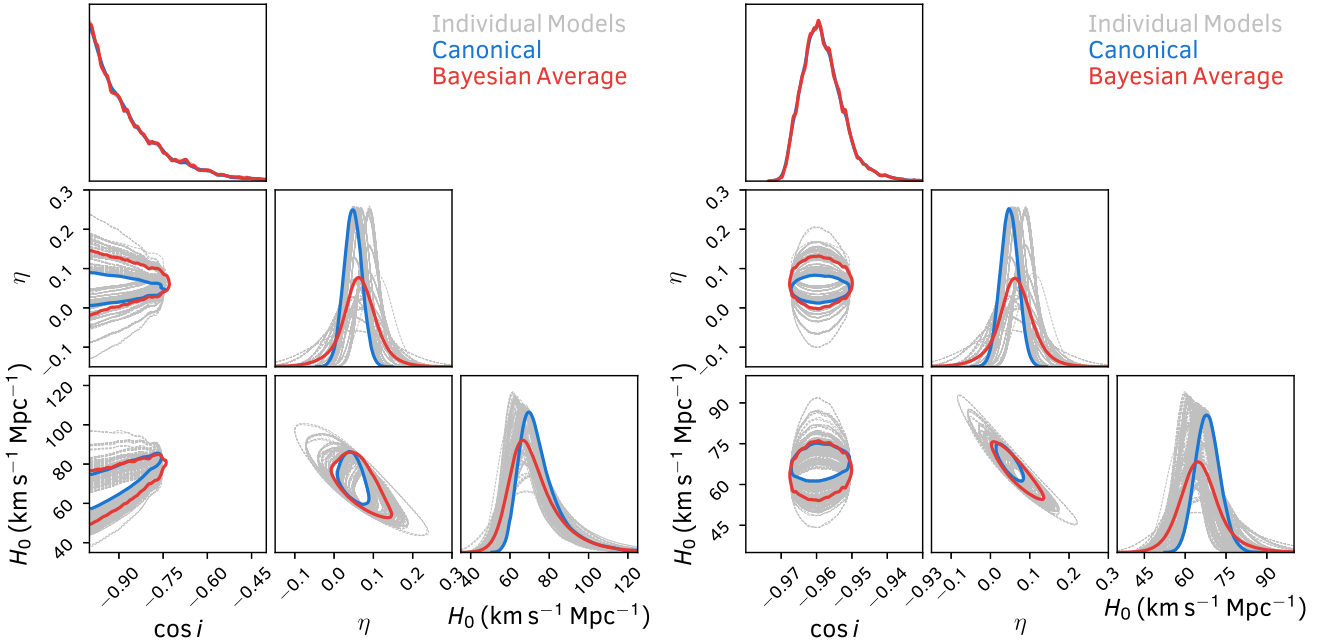 Individual Models
Canonical
Bayesian Average
η
0.3
0.2
0.1
0.0
−0.1
H₀ (km s⁻¹ Mpc⁻¹)
120
100
80
60
40
−0.90
−0.75
−0.60
−0.45
cos i
−0.1
0.0
0.1
0.2
0.3
η
40
60
80
100
120
H₀ (km s⁻¹ Mpc⁻¹)
Individual Models
Canonical
Bayesian Average
η
0.3
0.2
0.1
0.0
−0.1
H₀ (km s⁻¹ Mpc⁻¹)
90
75
60
45
−0.97
−0.96
−0.95
−0.94
−0.93
cos i
−0.1
0.0
0.1
0.2
0.3
η
45
60
75
90
H₀ (km s⁻¹ Mpc⁻¹)